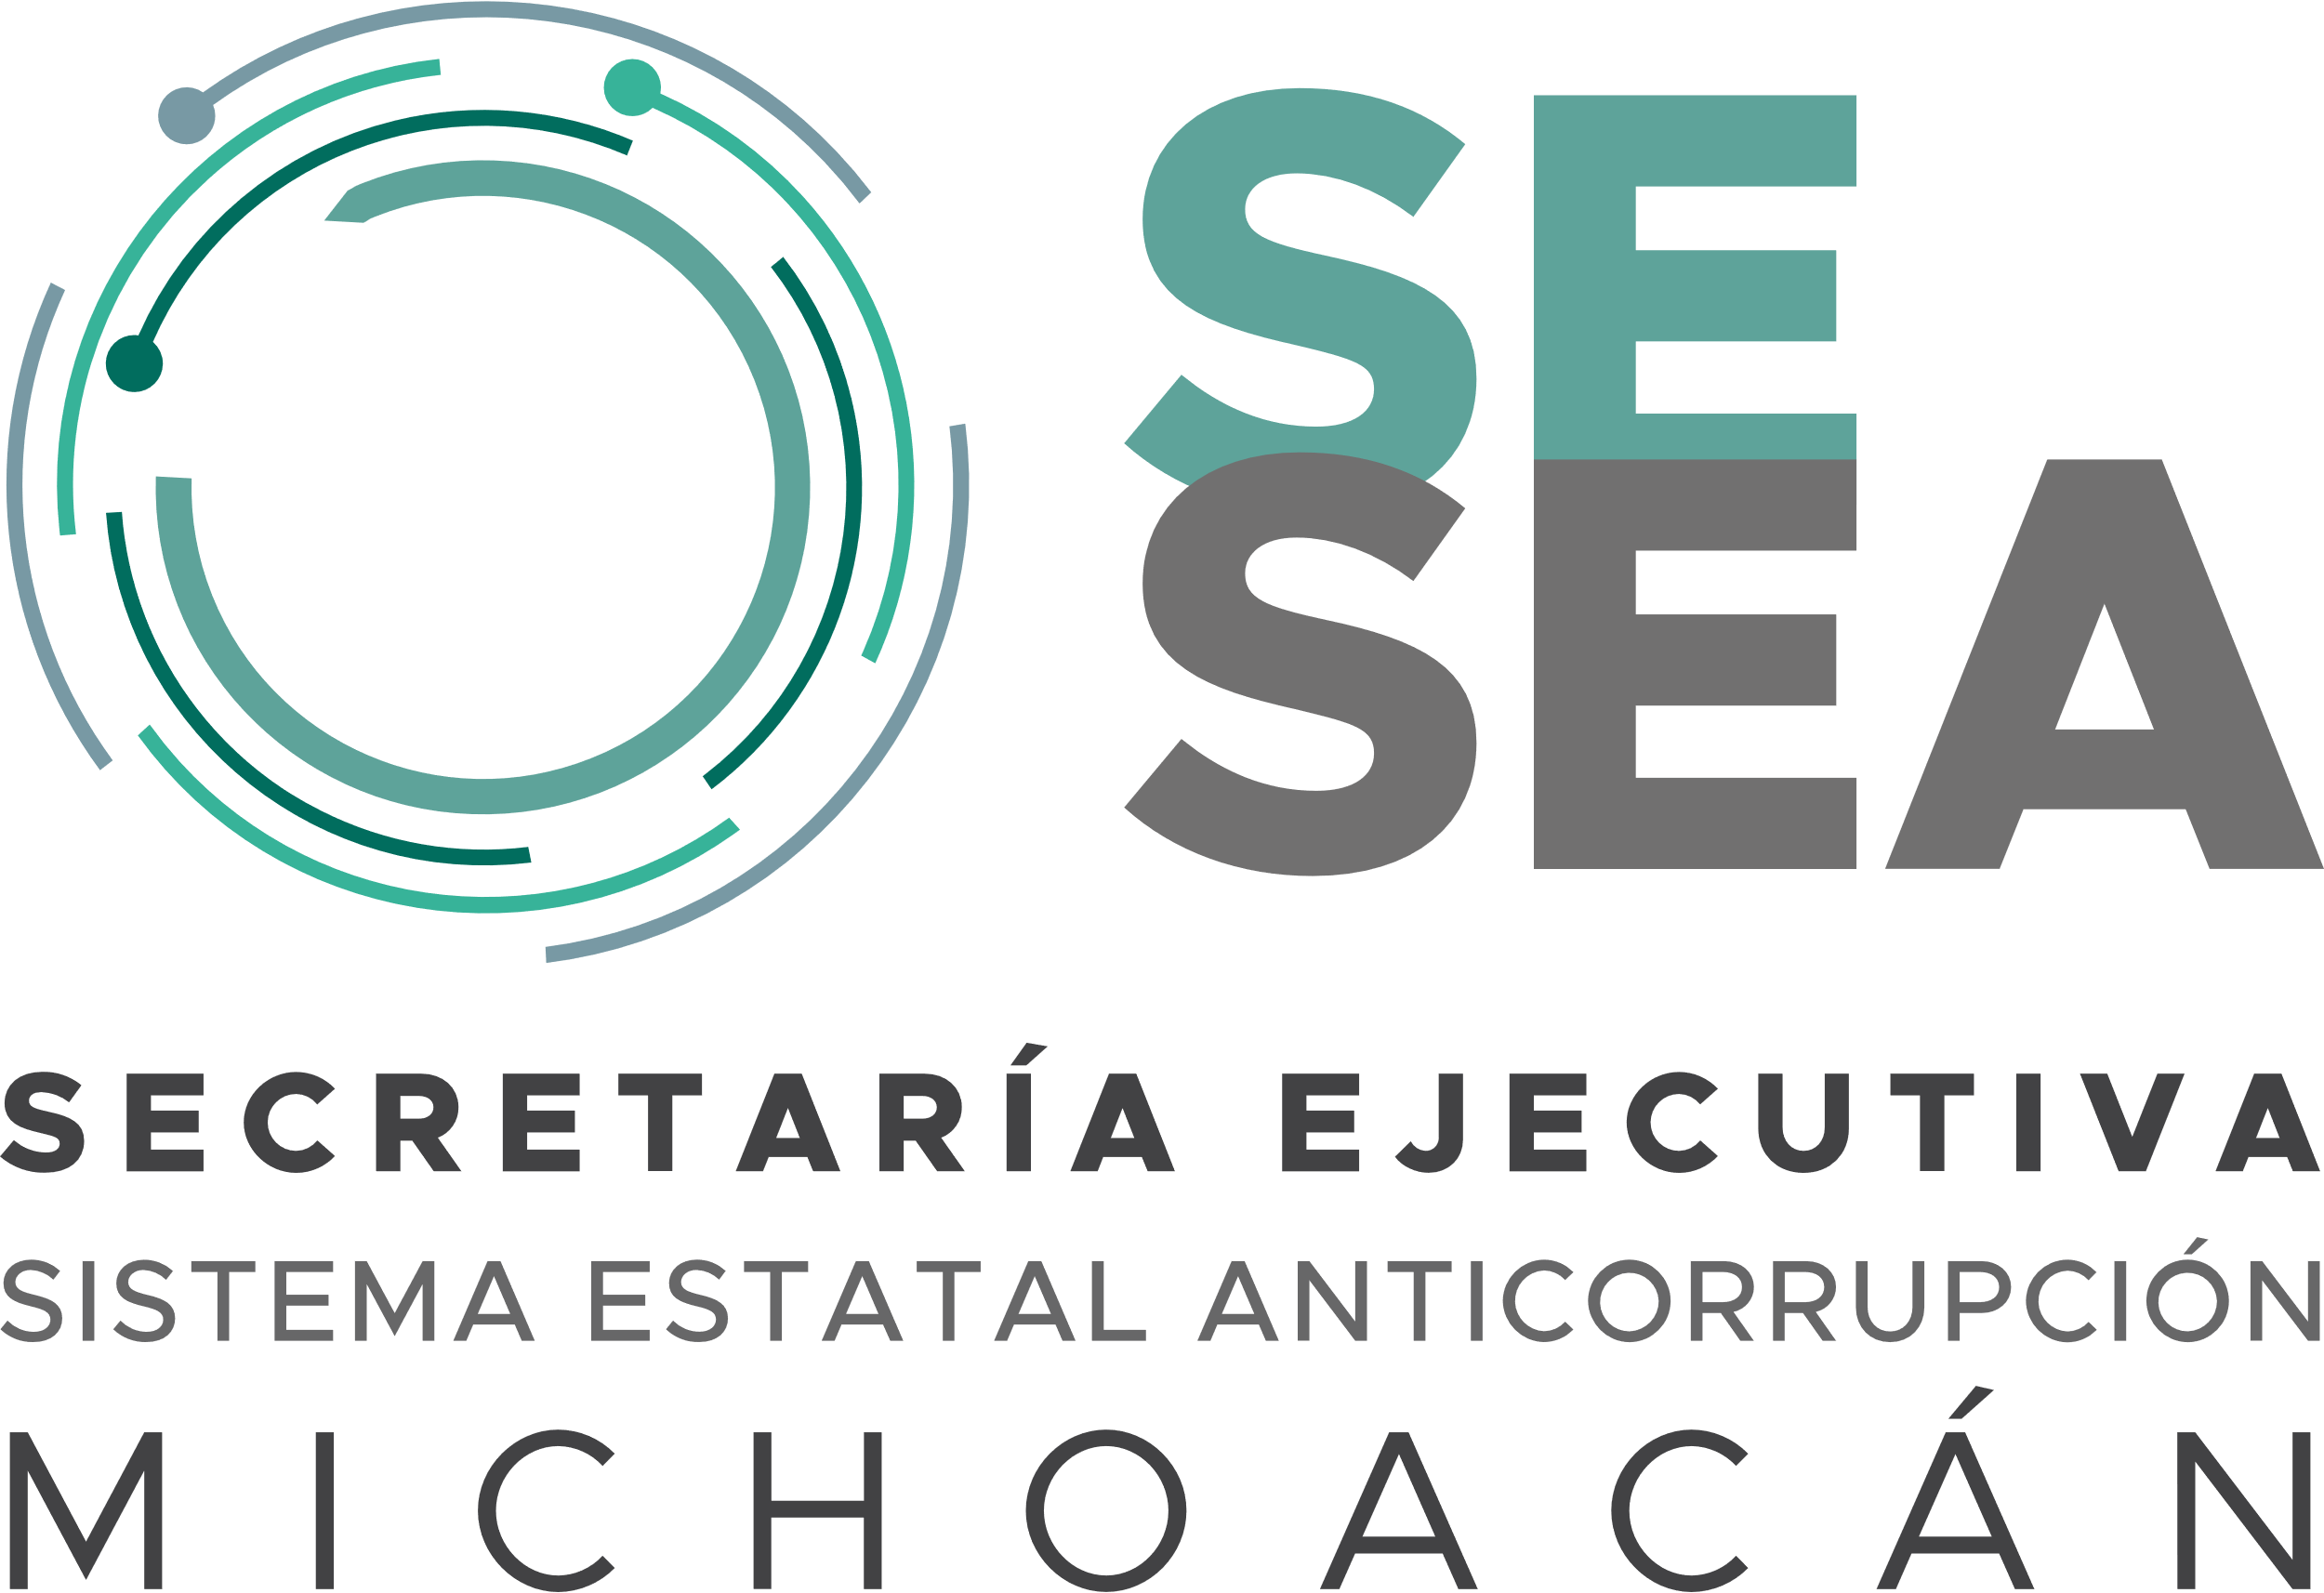 SE
SEA
SECRETARÍA EJECUTIVA
SISTEMA ESTATAL ANTICORRUPCIÓN
MICHOACÁN